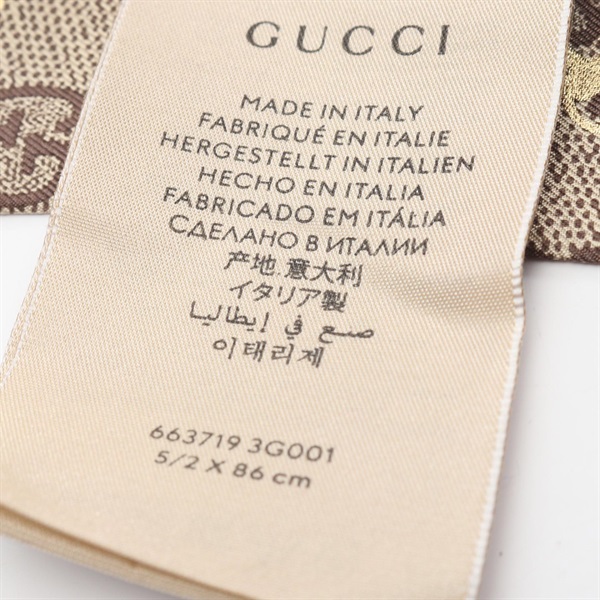 GUCCI
MADE IN ITALY
FABRIQUÉ EN ITALIE
HERGESTELLT IN ITALIEN
HECHO EN ITALIA
FABRICADO EM ITÁLIA
СДЕЛАНО В ИТАЛИИ
产地 意大利
イタリア製
صنع في إيطاليا
이태리제
663719 3G001
5/2 X 86 cm